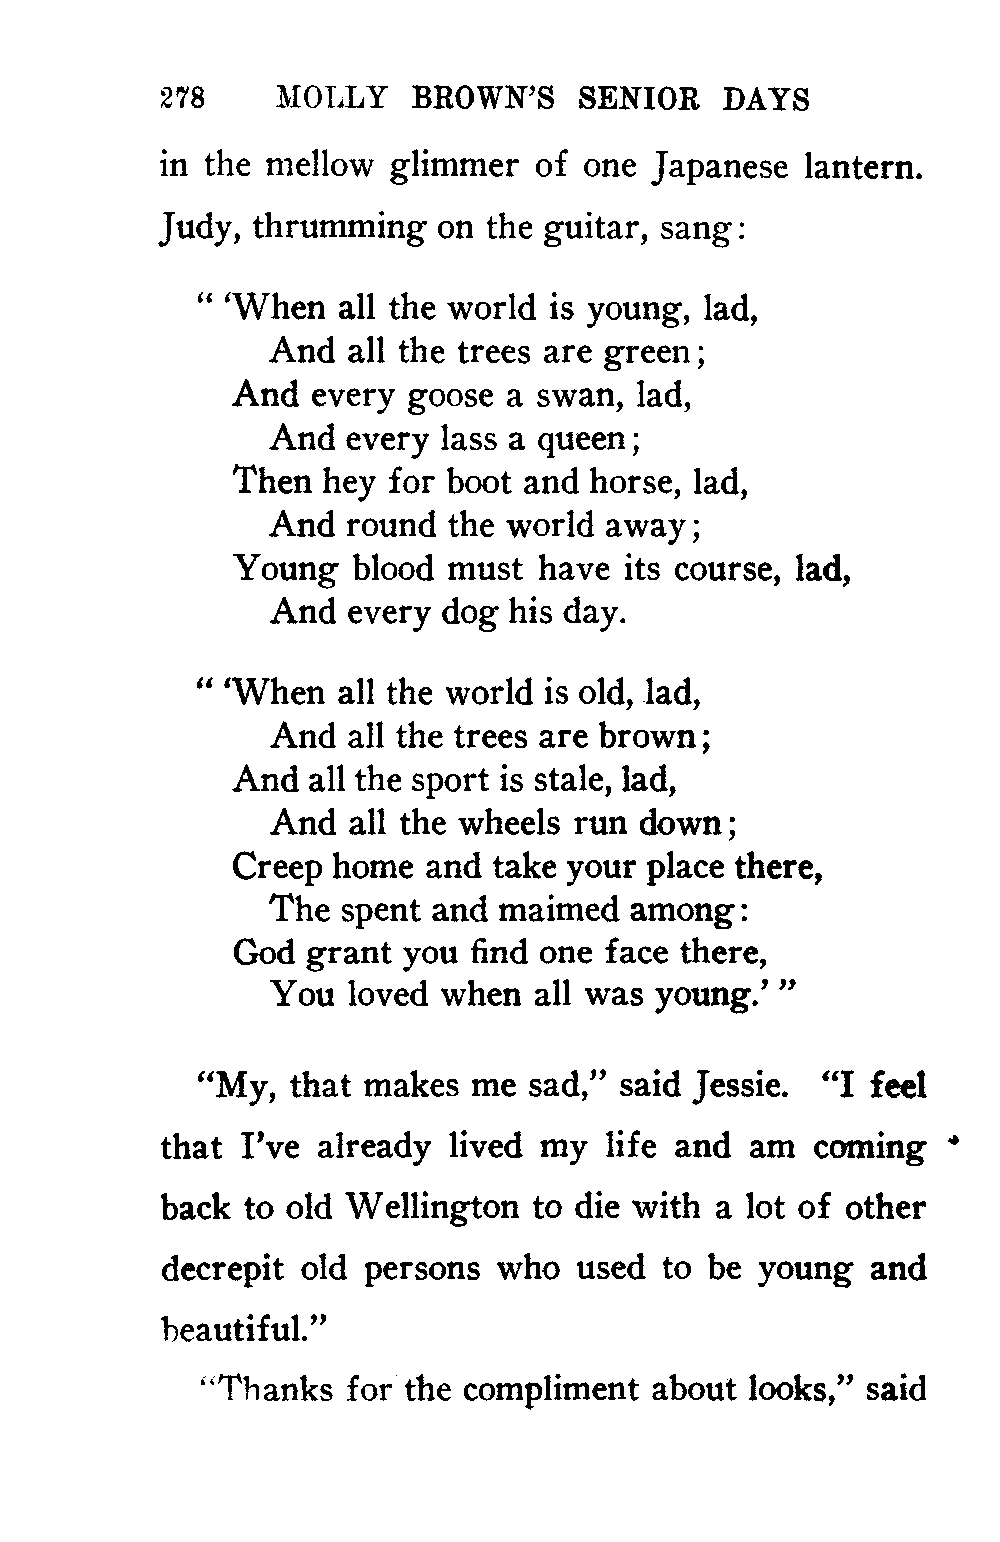 278 MOLLY BROWN'S SENIOR DAYS
in the mellow glimmer of one Japanese lantern.
Judy, thrumming on the guitar, sang:
" 'When all the world is young, lad,
And all the trees are green;
And every goose a swan, lad,
And every lass a queen;
Then hey for boot and horse, lad,
And round the world away;
Young blood must have its course, lad,
And every dog his day.
" 'When all the world is old, lad,
And all the trees are brown;
And all the sport is stale, lad,
And all the wheels run down;
Creep home and take your place there,
The spent and maimed among:
God grant you find one face there,
You loved when all was young.' "
"My, that makes me sad," said Jessie. "I feel
that I've already lived my life and am coming
back to old Wellington to die with a lot of other
decrepit old persons who used to be young and
beautiful."
"Thanks for the compliment about looks," said